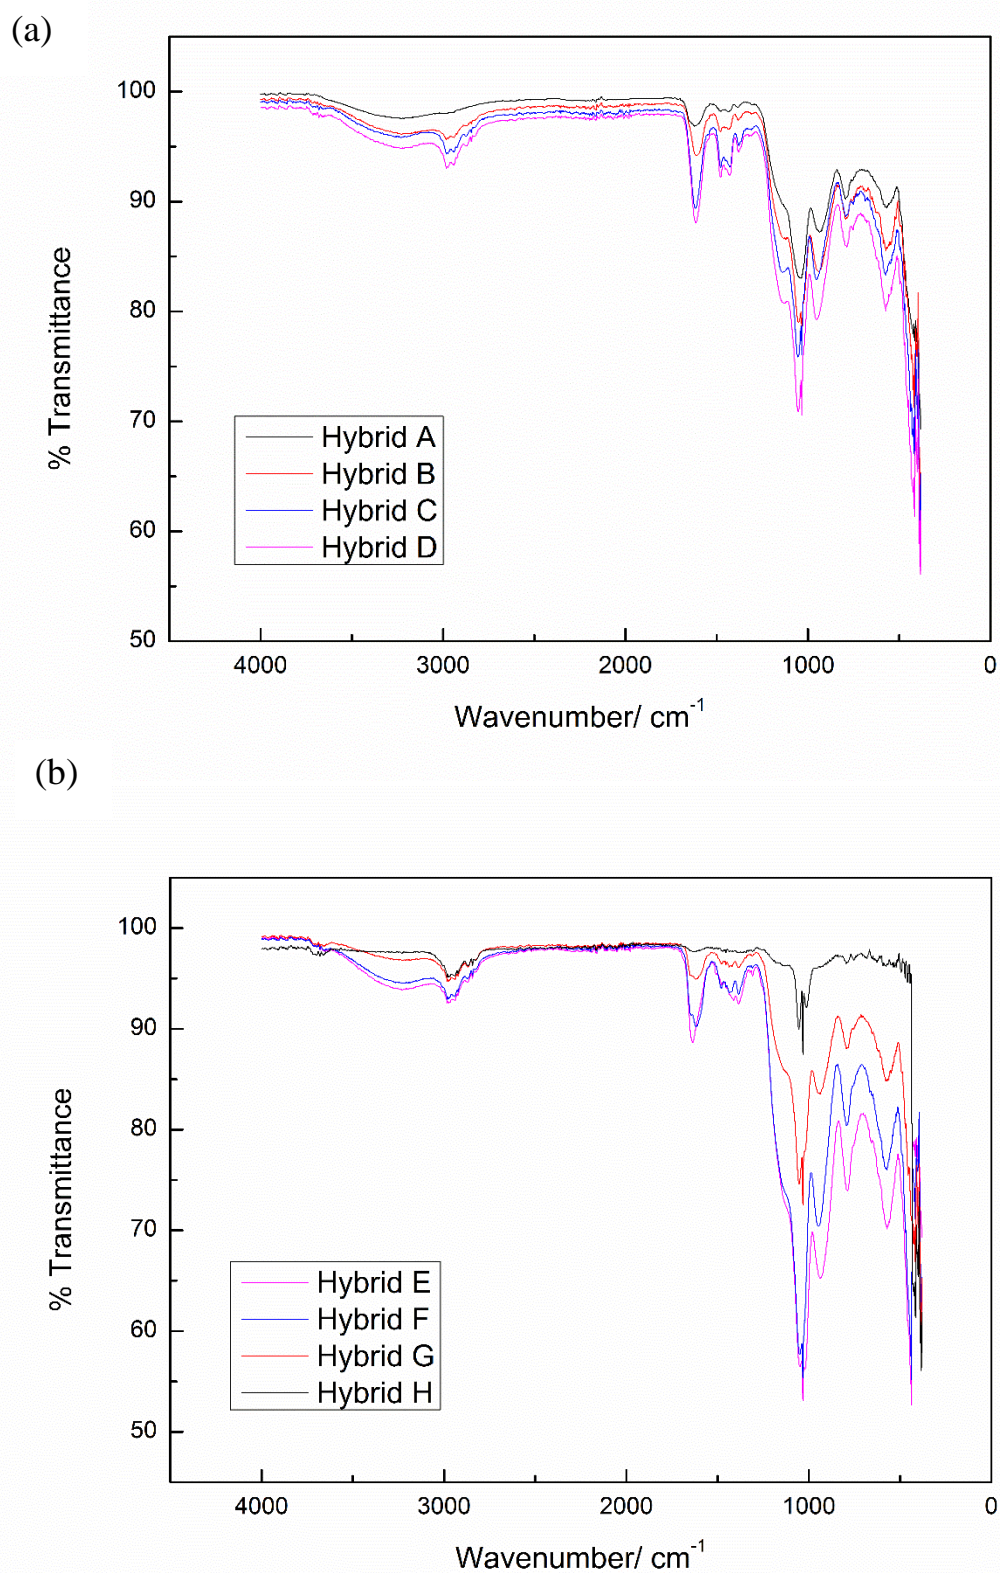 (a)
100
90
80
70
60
50
% Transmittance
Hybrid A
Hybrid B
Hybrid C
Hybrid D
4000 3000 2000 1000 0
Wavenumber/ cm⁻¹
(b)
100
90
80
70
60
50
% Transmittance
Hybrid E
Hybrid F
Hybrid G
Hybrid H
4000 3000 2000 1000 0
Wavenumber/ cm⁻¹